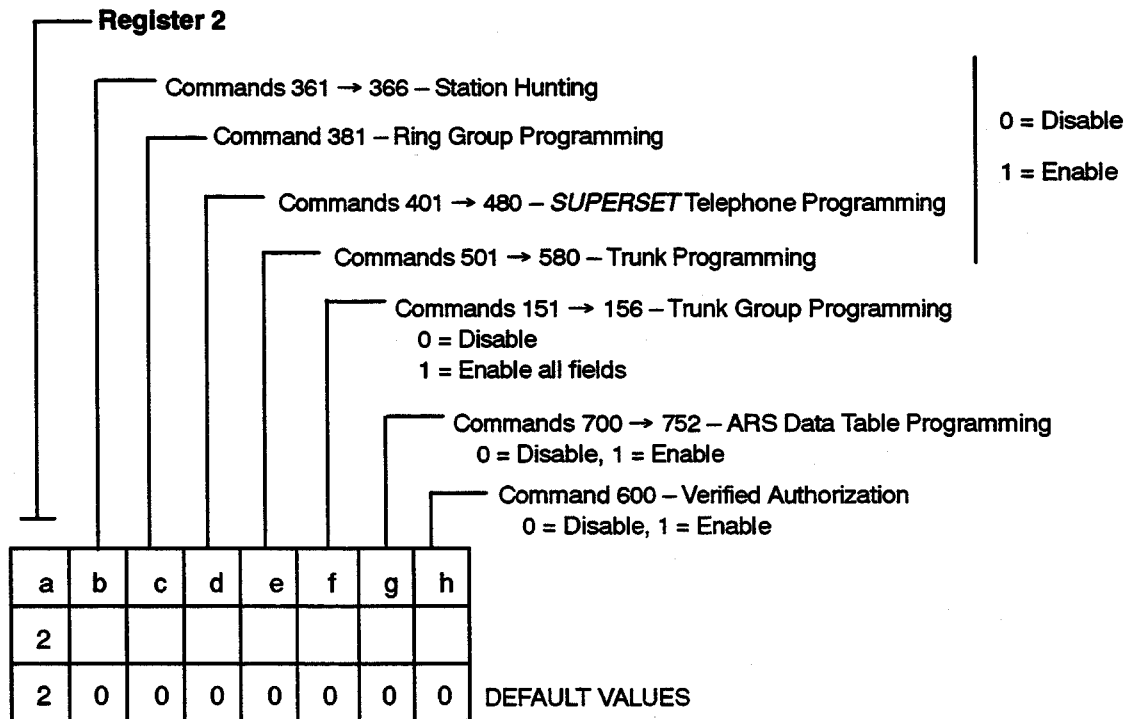 Register 2
Commands 361 → 366 – Station Hunting
Command 381 – Ring Group Programming
0 = Disable
1 = Enable
Commands 401 → 480 – SUPERSET Telephone Programming
Commands 501 → 580 – Trunk Programming
Commands 151 → 156 – Trunk Group Programming
0 = Disable
1 = Enable all fields
Commands 700 → 752 – ARS Data Table Programming
0 = Disable, 1 = Enable
Command 600 – Verified Authorization
0 = Disable, 1 = Enable
a b c d e f g h
2
2 0 0 0 0 0 0 0 DEFAULT VALUES